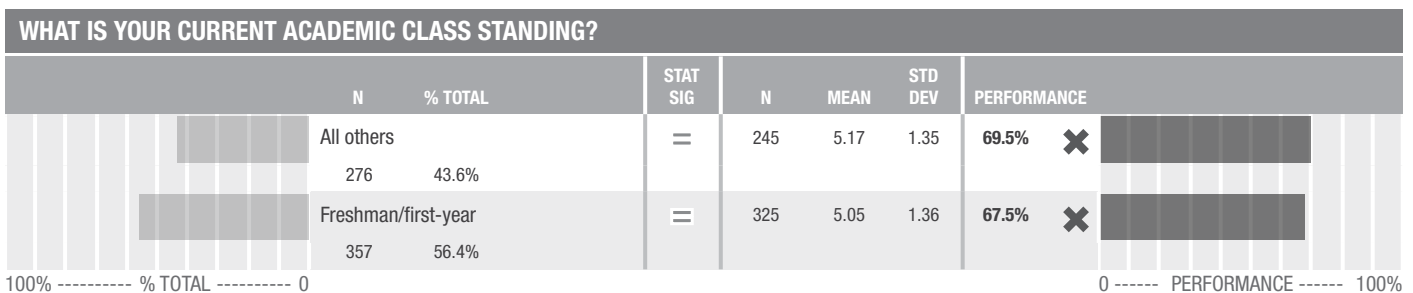 WHAT IS YOUR CURRENT ACADEMIC CLASS STANDING?
N % TOTAL STAT SIG N MEAN STD DEV PERFORMANCE
All others = 245 5.17 1.35 69.5% ✖
276 43.6%
Freshman/first-year = 325 5.05 1.36 67.5% ✖
357 56.4%
100% ---------- % TOTAL ---------- 0 0 ------ PERFORMANCE ------ 100%